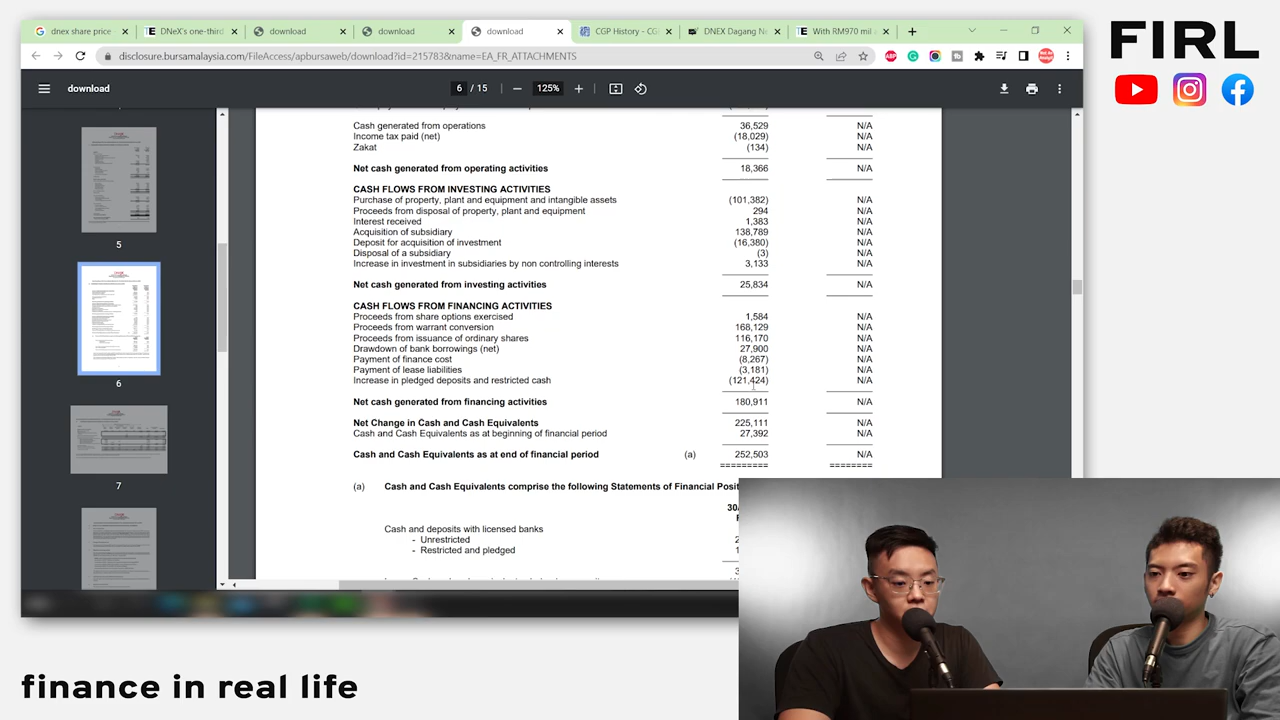 dnex share price
DNeX's one-third
download
download
download
CGP History - CG
DNEX Dagang Ne
With RM970 mil
disclosure.bursamalaysia.com/FileAccess/apbursaweb/download?id=215783&name=EA_FR_ATTACHMENTS
download
6 / 15
125%
FIRL
Cash generated from operations 36,529 N/A
Income tax paid (net) (18,029) N/A
Zakat (134) N/A
Net cash generated from operating activities 18,366 N/A
CASH FLOWS FROM INVESTING ACTIVITIES
Purchase of property, plant and equipment and intangible assets (101,382) N/A
Proceeds from disposal of property, plant and equipment 294 N/A
Interest received 1,383 N/A
Acquisition of subsidiary 138,789 N/A
Deposit for acquisition of investment (16,380) N/A
Disposal of a subsidiary (3) N/A
Increase in investment in subsidiaries by non controlling interests 3,133 N/A
Net cash generated from investing activities 25,834 N/A
CASH FLOWS FROM FINANCING ACTIVITIES
Proceeds from share options exercised 1,584 N/A
Proceeds from warrant conversion 168,129 N/A
Proceeds from issuance of ordinary shares 116,170 N/A
Drawdown of bank borrowings (net) 27,900 N/A
Payment of finance cost (8,267) N/A
Payment of lease liabilities (3,181) N/A
Increase in pledged deposits and restricted cash (121,424) N/A
Net cash generated from financing activities 180,911 N/A
Net Change in Cash and Cash Equivalents 225,111 N/A
Cash and Cash Equivalents as at beginning of financial period 27,392 N/A
Cash and Cash Equivalents as at end of financial period (a) 252,503 N/A
(a) Cash and Cash Equivalents comprise the following Statements of Financial Posit
30/
Cash and deposits with licensed banks
- Unrestricted 2
- Restricted and pledged 1
5
6
7
8
finance in real life